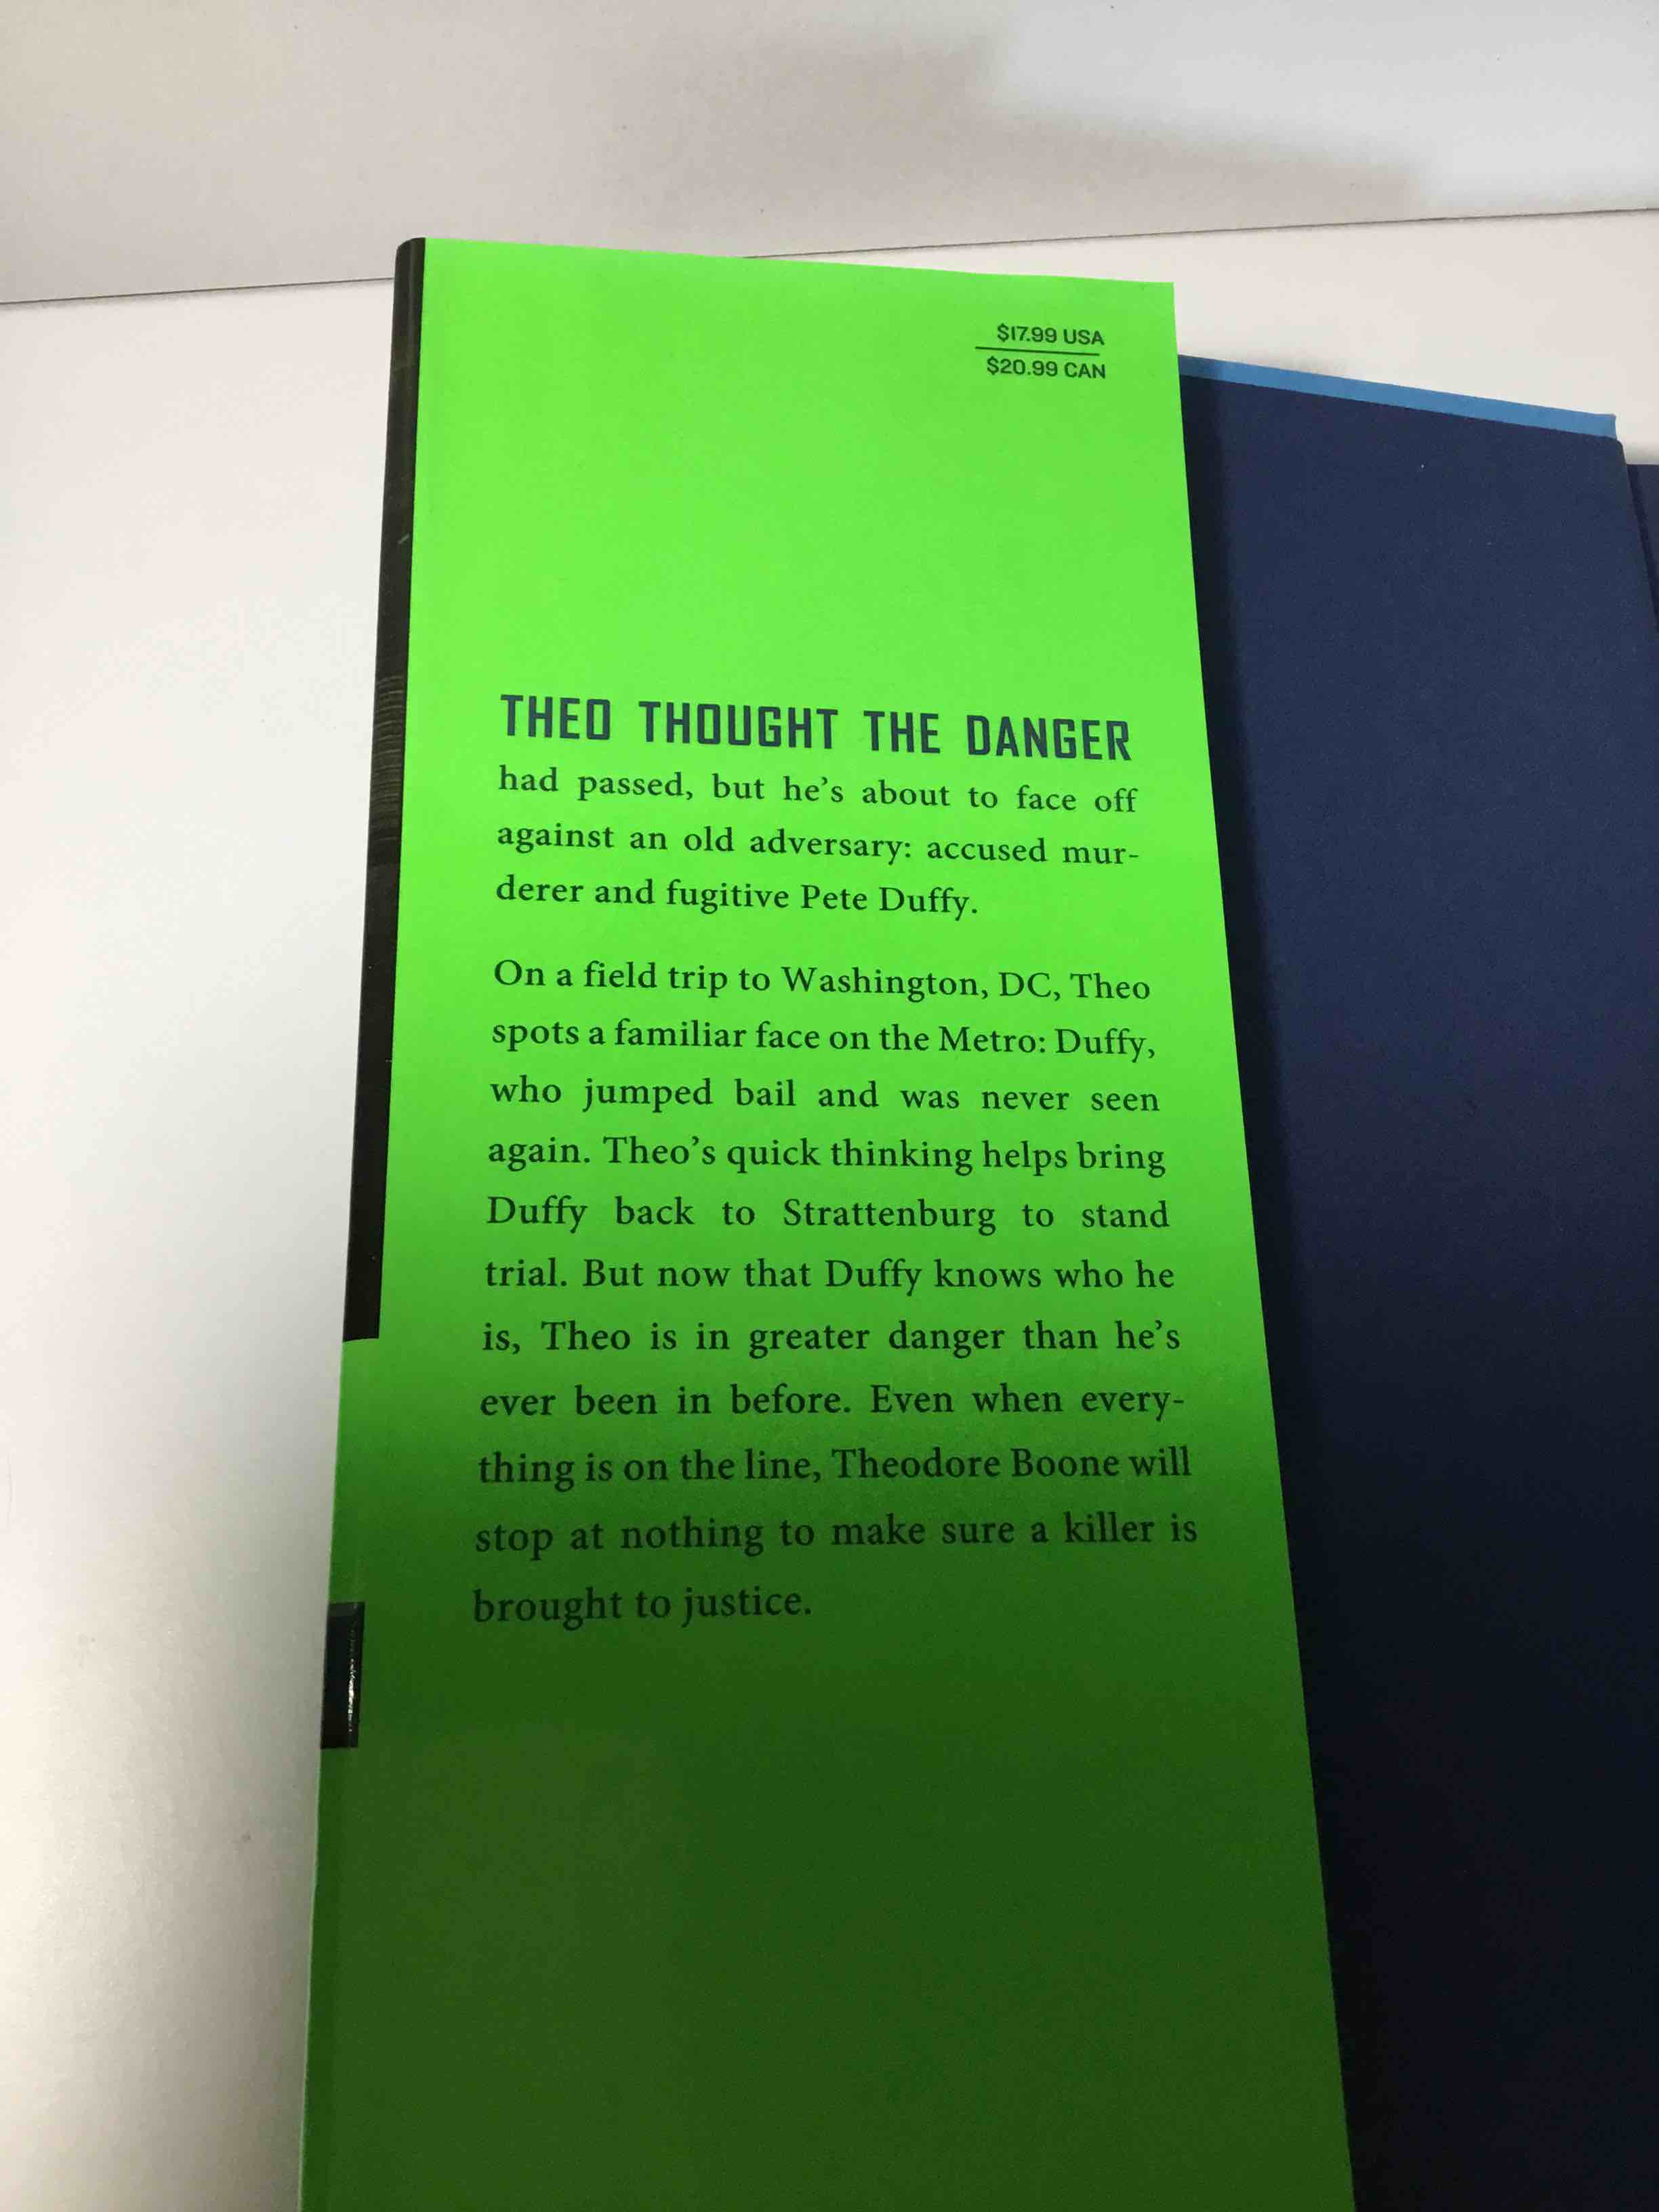 $17.99 USA
$20.99 CAN
THEO THOUGHT THE DANGER
had passed, but he’s about to face off
against an old adversary: accused mur-
derer and fugitive Pete Duffy.
On a field trip to Washington, DC, Theo
spots a familiar face on the Metro: Duffy,
who jumped bail and was never seen
again. Theo’s quick thinking helps bring
Duffy back to Strattenburg to stand
trial. But now that Duffy knows who he
is, Theo is in greater danger than he’s
ever been in before. Even when every-
thing is on the line, Theodore Boone will
stop at nothing to make sure a killer is
brought to justice.